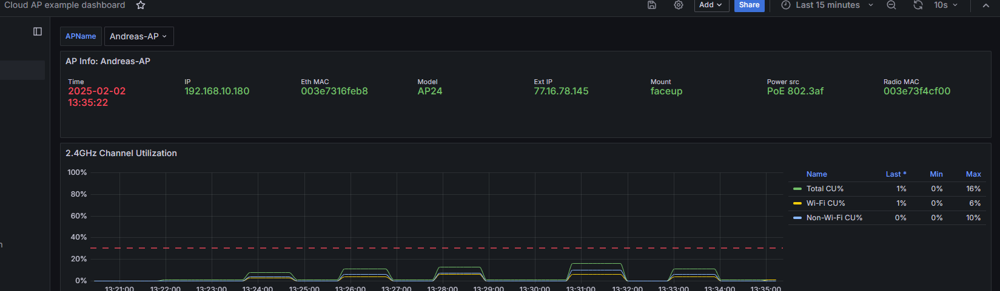 Cloud AP example dashboard
Add
Share
Last 15 minutes
10s
APName
Andreas-AP
AP Info: Andreas-AP
Time
2025-02-02
13:35:22
IP
192.168.10.180
Eth MAC
003e7316feb8
Model
AP24
Ext IP
77.16.78.145
Mount
faceup
Power src
PoE 802.3af
Radio MAC
003e73f4cf00
2.4GHz Channel Utilization
100%
80%
60%
40%
20%
0%
13:21:00 13:22:00 13:23:00 13:24:00 13:25:00 13:26:00 13:27:00 13:28:00 13:29:00 13:30:00 13:31:00 13:32:00 13:33:00 13:34:00 13:35:00
Name Last * Min Max
Total CU% 1% 0% 16%
Wi-Fi CU% 1% 0% 6%
Non-Wi-Fi CU% 0% 0% 10%